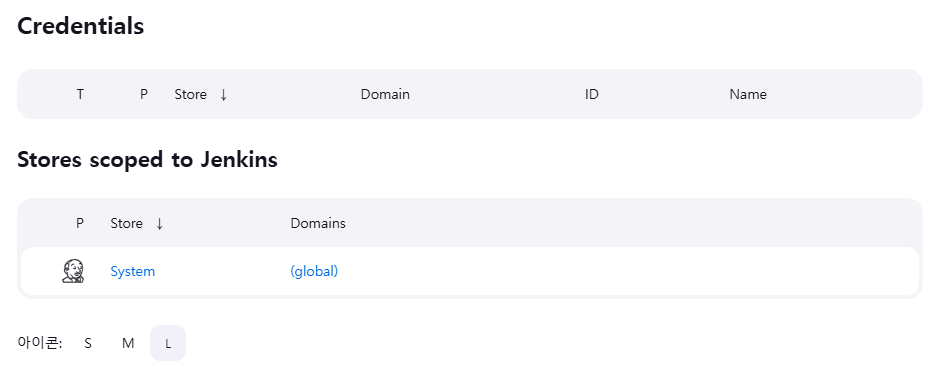 Credentials
T P Store ↓ Domain ID Name
Stores scoped to Jenkins
P Store ↓ Domains
System (global)
아이콘: S M L